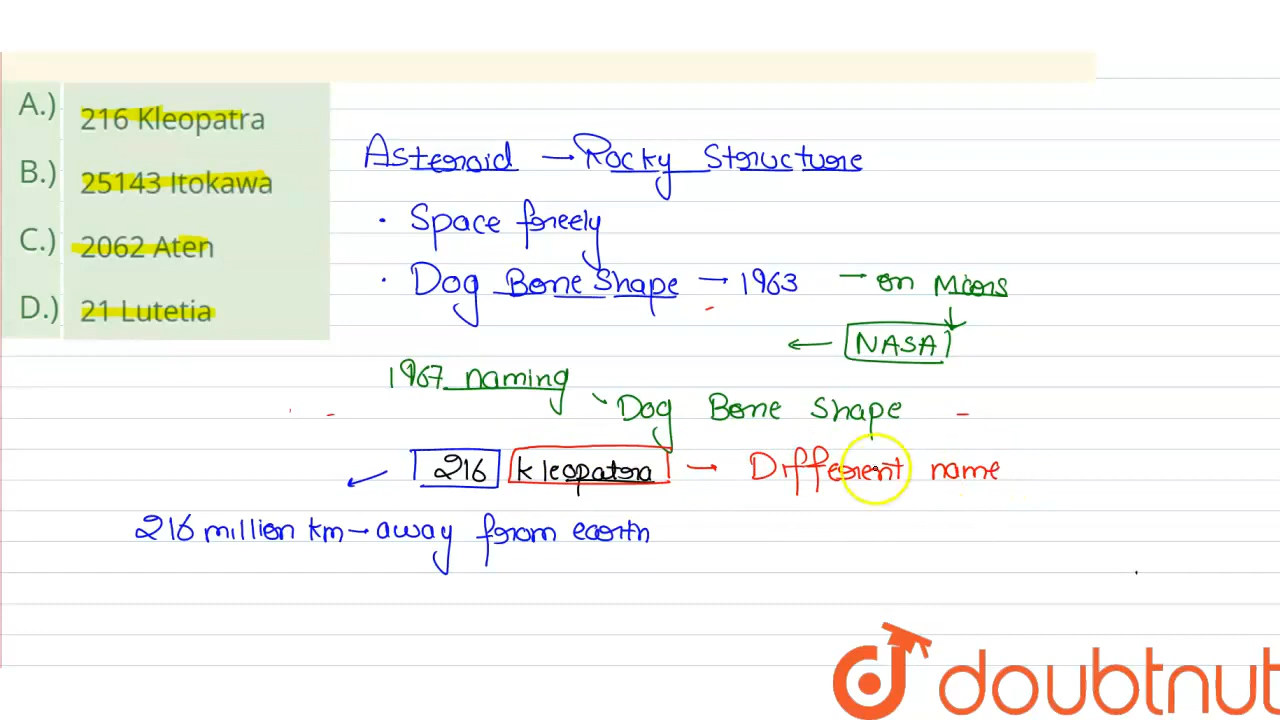 A.) 216 Kleopatra
B.) 25143 Itokawa
C.) 2062 Aten
D.) 21 Lutetia
Asteroid → Rocky Structure
· Space freely
· Dog Bone Shape → 1963 → on Mars
← NASA
1967 naming
Dog Bone Shape
← 216 kleopatra → Different name
216 million km → away from earth
doubtnut